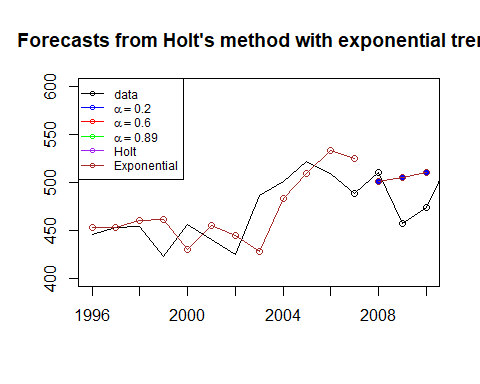 Forecasts from Holt's method with exponential tren
600
550
500
450
400
data
α = 0.2
α = 0.6
α = 0.89
Holt
Exponential
1996 2000 2004 2008